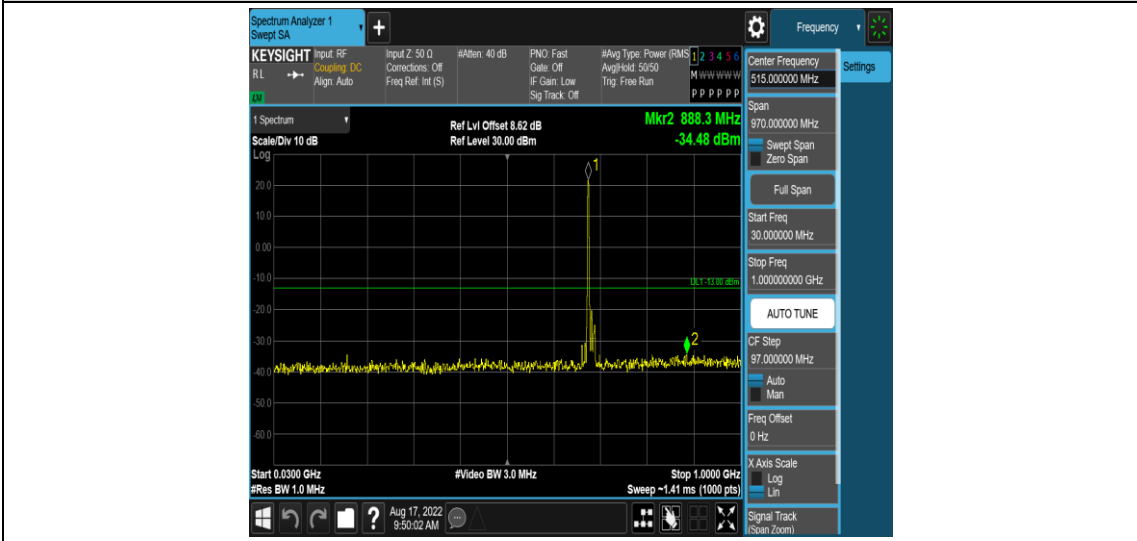 Spectrum Analyzer 1
Swept SA
Frequency
KEYSIGHT
RL
Input: RF
Coupling: DC
Align: Auto
Input Z: 50 Ω
Corrections: Off
Freq Ref: Int (S)
#Atten: 40 dB
PNO: Fast
Gate: Off
IF Gain: Low
Sig Track: Off
#Avg Type: Power (RMS
Avg|Hold: 50/50
Trig: Free Run
1 2 3 4 5 6
M W W W W W
P P P P P P
1 Spectrum
Scale/Div 10 dB
Log
Ref Lvl Offset 8.62 dB
Ref Level 30.00 dBm
Mkr2 888.3 MHz
-34.48 dBm
1
20.0
10.0
0.00
-10.0
DL1 -13.00 dBm
-20.0
-30.0
2
-40.0
-50.0
-60.0
Start 0.0300 GHz
#Res BW 1.0 MHz
#Video BW 3.0 MHz
Stop 1.0000 GHz
Sweep ~1.41 ms (1000 pts)
Center Frequency
515.000000 MHz
Settings
Span
970.000000 MHz
Swept Span
Zero Span
Full Span
Start Freq
30.000000 MHz
Stop Freq
1.000000000 GHz
AUTO TUNE
CF Step
97.000000 MHz
Auto
Man
Freq Offset
0 Hz
X Axis Scale
Log
Lin
Signal Track
(Span Zoom)
?
Aug 17, 2022
9:50:02 AM